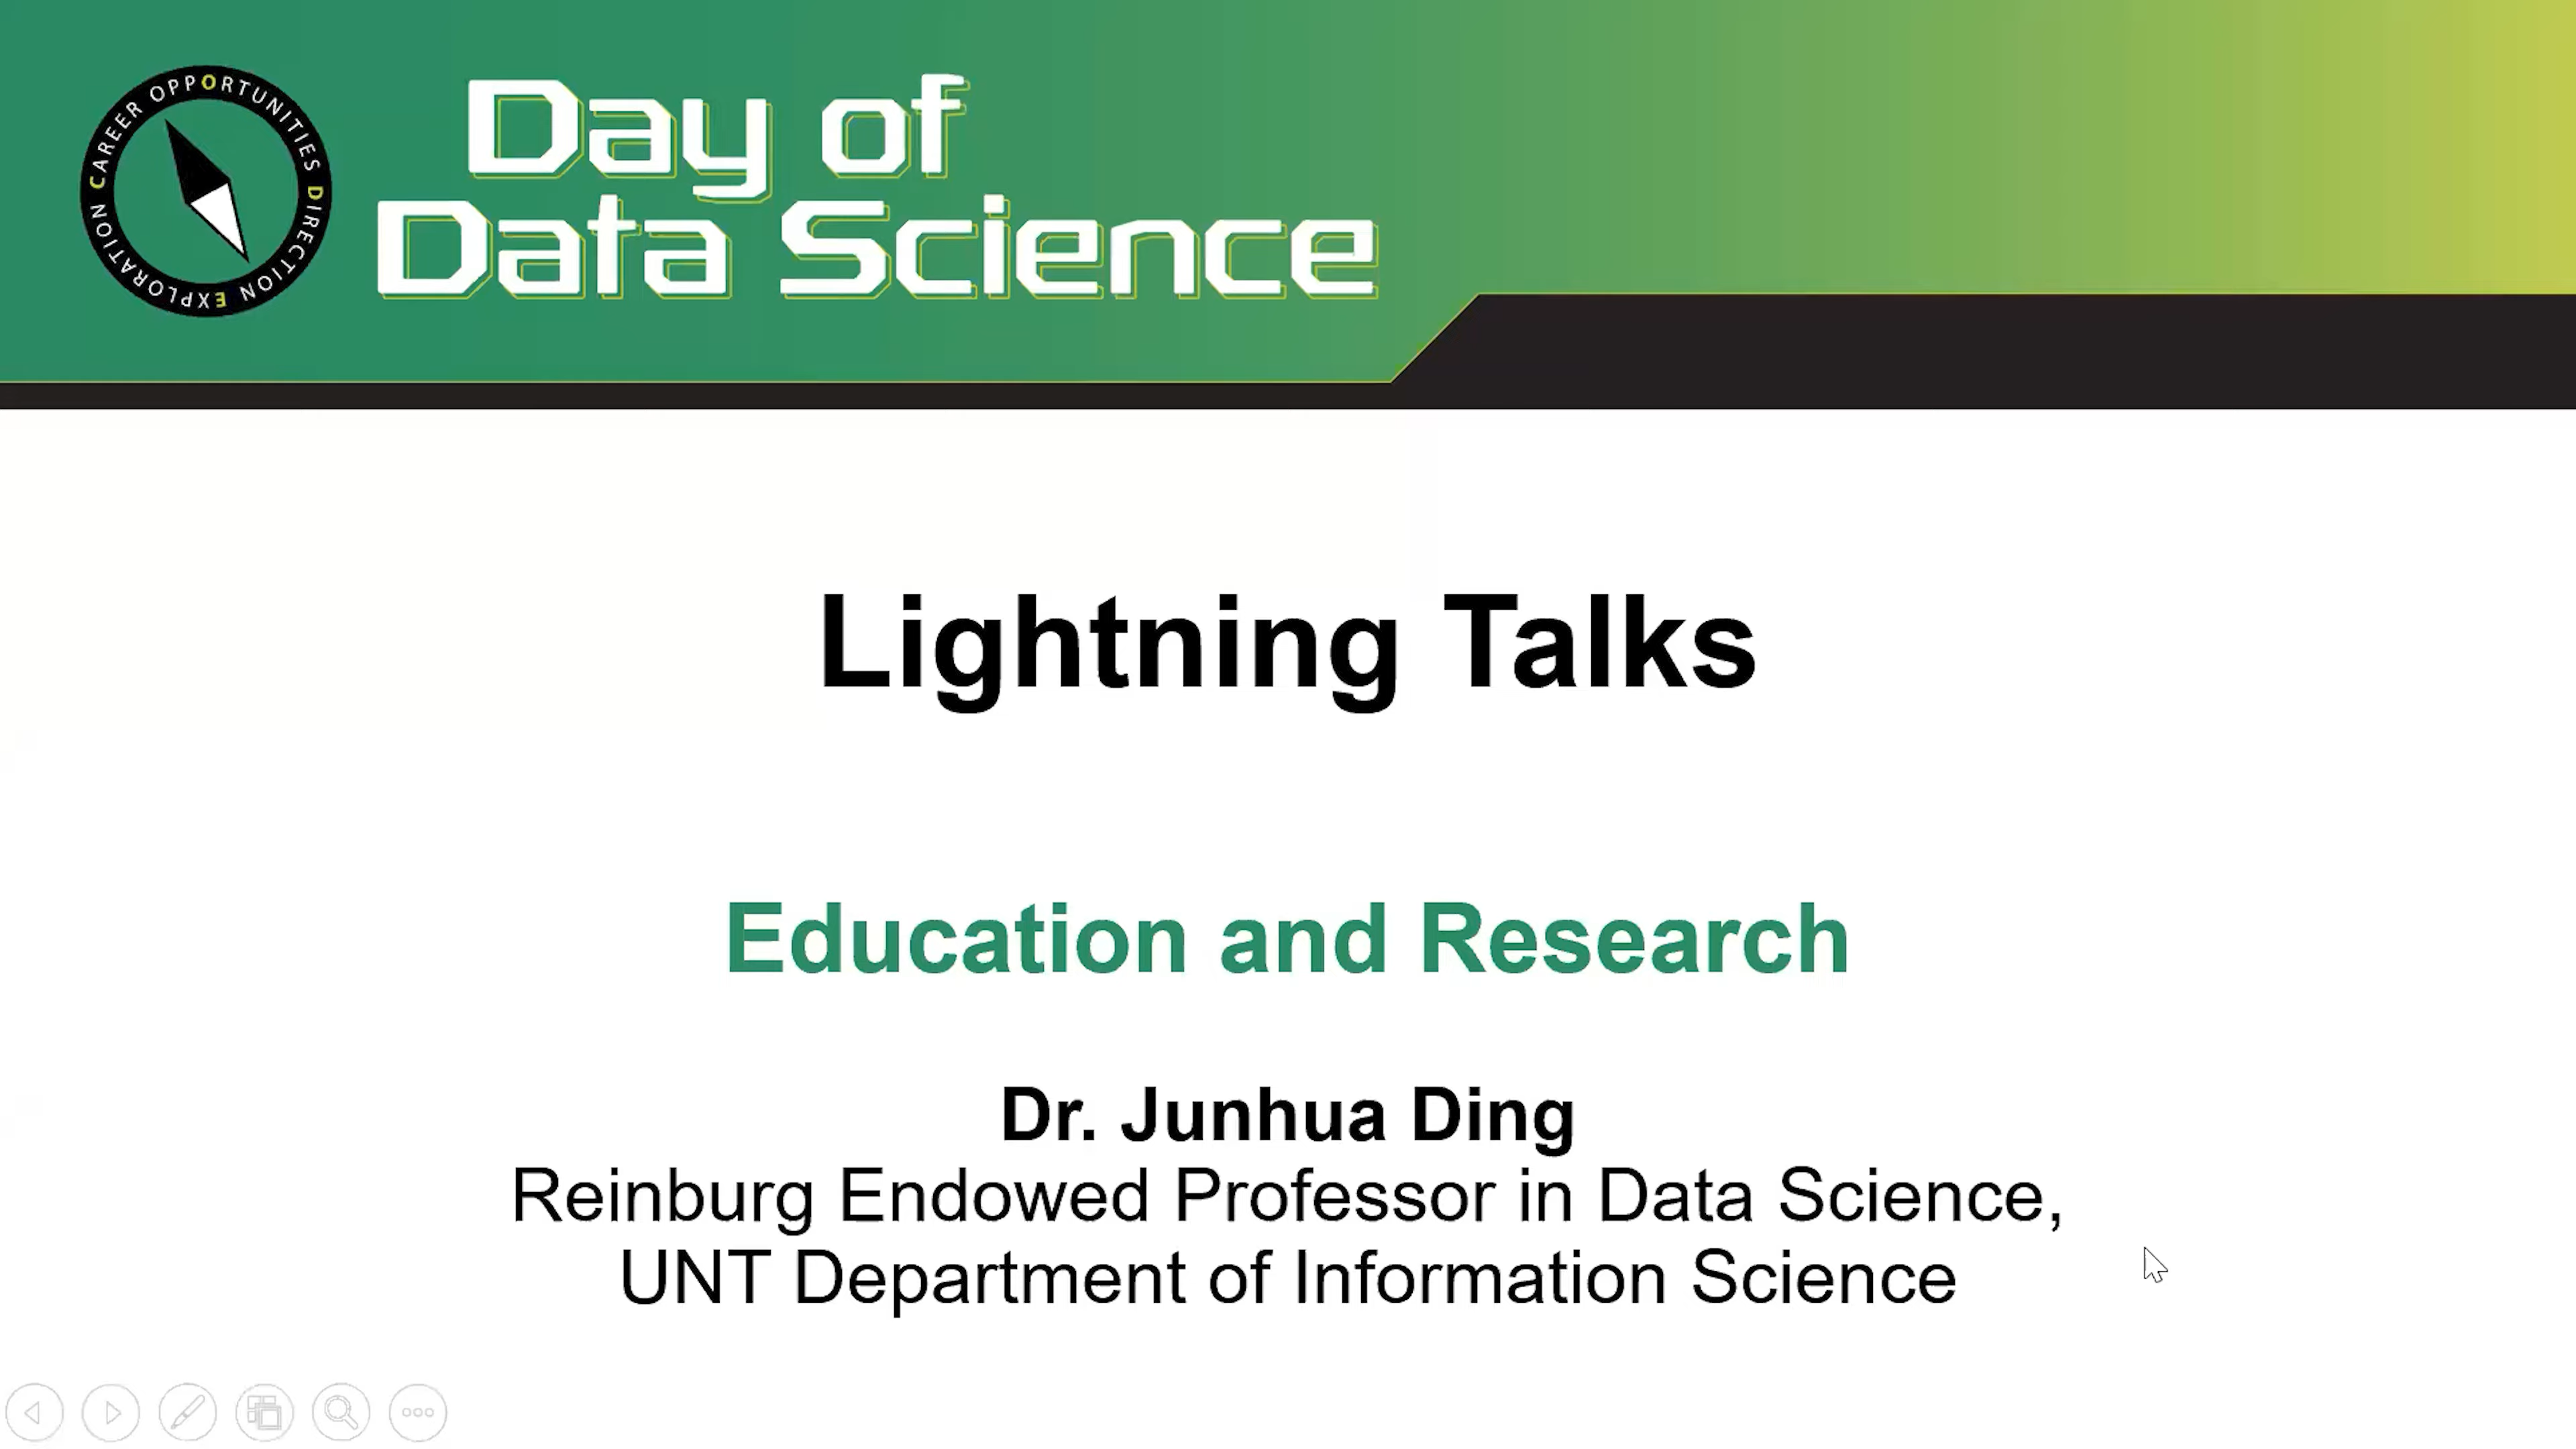 CAREER OPPORTUNITIES DIRECTION EXPLORATION
Day of
Data Science
Lightning Talks
Education and Research
Dr. Junhua Ding
Reinburg Endowed Professor in Data Science,
UNT Department of Information Science